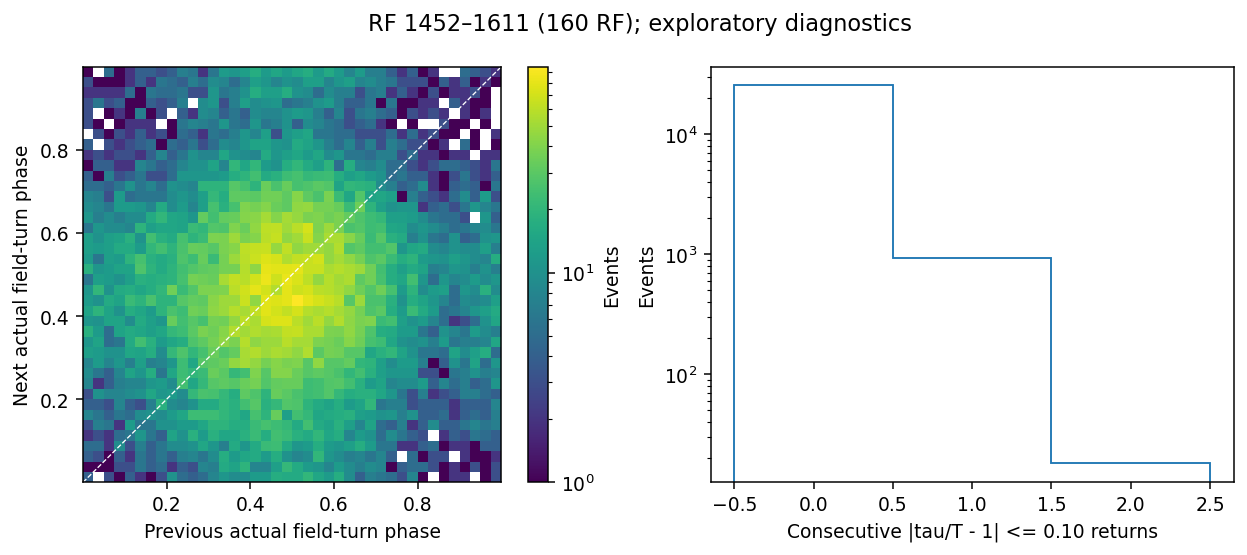 RF 1452–1611 (160 RF); exploratory diagnostics
Next actual field-turn phase
0.8
0.6
0.4
0.2
0.2 0.4 0.6 0.8
Previous actual field-turn phase
10¹
10⁰
Events
Events
10⁴
10³
10²
−0.5 0.0 0.5 1.0 1.5 2.0 2.5
Consecutive |tau/T - 1| <= 0.10 returns